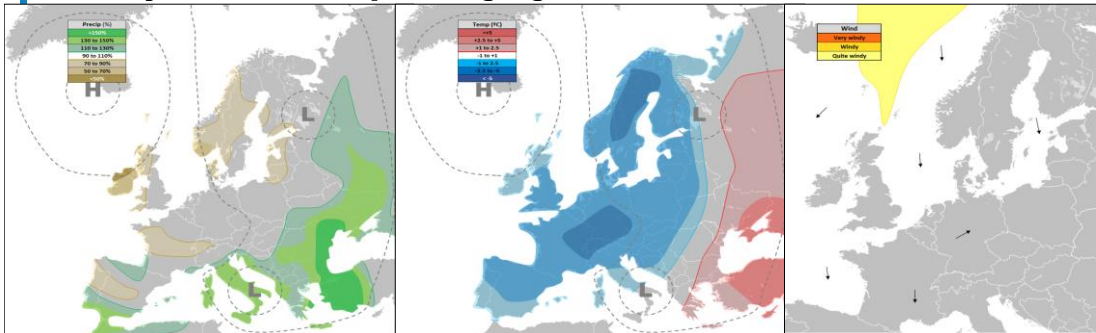 Precip (%)
>150%
130 to 150%
110 to 130%
90 to 110%
70 to 90%
50 to 70%
<50%
H
L
L
Temp (ºC)
>+5
+2.5 to +5
+1 to 2.5
-1 to +1
-1 to 2.5
-2.5 to -5
< -5
H
L
L
Wind
Very windy
Windy
Quite windy